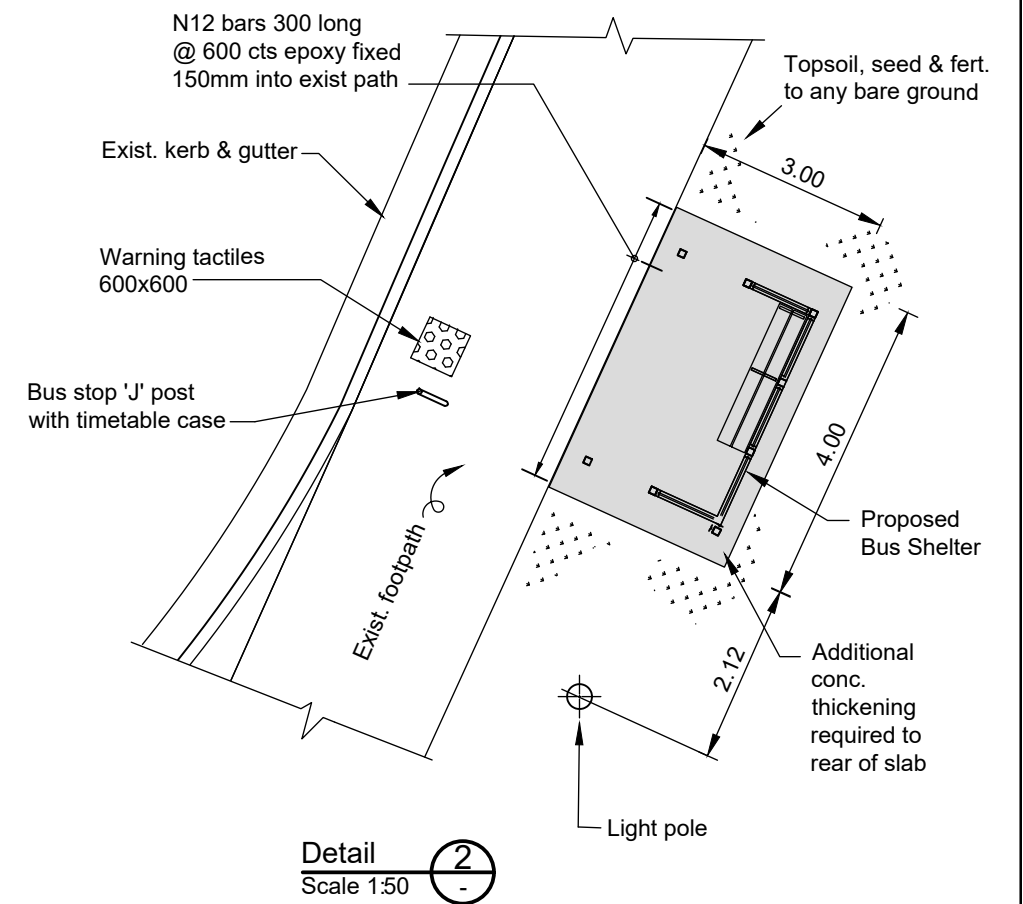 N12 bars 300 long
@ 600 cts epoxy fixed
150mm into exist path
Topsoil, seed & fert.
to any bare ground
Exist. kerb & gutter
3.00
Warning tactiles
600x600
Bus stop 'J' post
with timetable case
4.00
Exist. footpath
Proposed
Bus Shelter
2.12
Additional
conc.
thickening
required to
rear of slab
Light pole
Detail
Scale 1:50
2
-